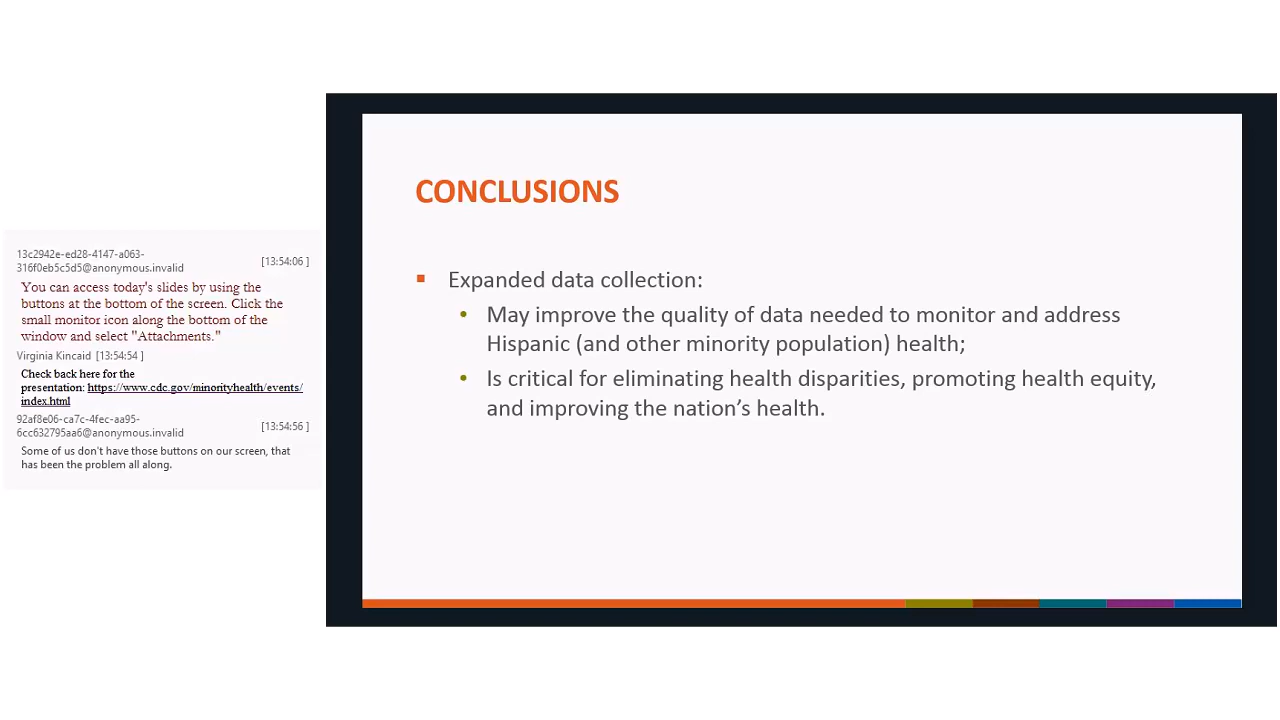 13c2942e-ed28-4147-a063-
316f0eb5c5d5@anonymous.invalid [13:54:06 ]
You can access today's slides by using the
buttons at the bottom of the screen. Click the
small monitor icon along the bottom of the
window and select "Attachments."
Virginia Kincaid [13:54:54 ]
Check back here for the
presentation: https://www.cdc.gov/minorityhealth/events/
index.html
92af8e06-ca7c-4fec-aa95-
6cc632795aa6@anonymous.invalid [13:54:56 ]
Some of us don't have those buttons on our screen, that
has been the problem all along.
CONCLUSIONS
Expanded data collection:
May improve the quality of data needed to monitor and address
Hispanic (and other minority population) health;
Is critical for eliminating health disparities, promoting health equity,
and improving the nation’s health.